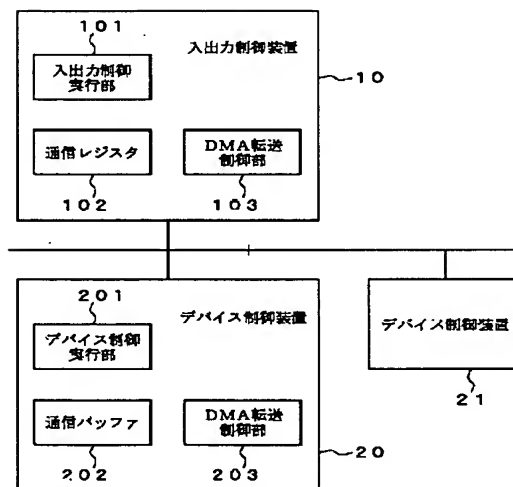 101
入出力制御装置
入出力制御
実行部
10
通信レジスタ
DMA転送
制御部
102
103
201
デバイス制御装置
デバイス制御
実行部
デバイス制御装置
21
通信バッファ
DMA転送
制御部
202
203
20